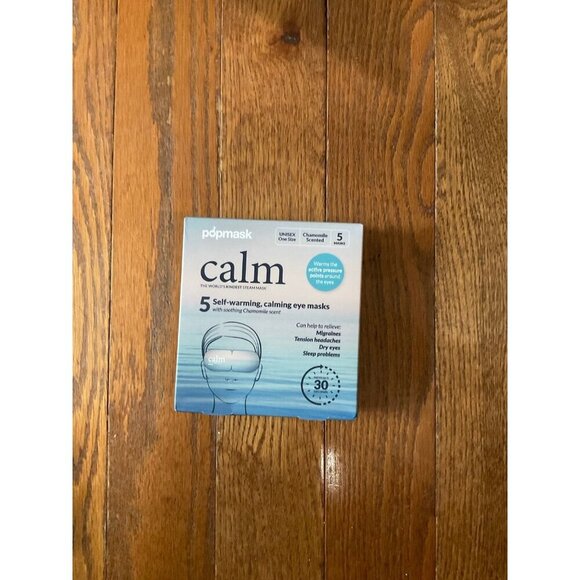 popmask
UNISEX
One Size
Chamomile
Scented
5
MASKS
calm
THE WORLD'S KINDEST STEAM MASK
Warms the
active pressure
points around
the eyes
5 Self-warming, calming eye masks
with soothing Chamomile scent
Can help to relieve:
Migraines
Tension headaches
Dry eyes
Sleep problems
calm
30